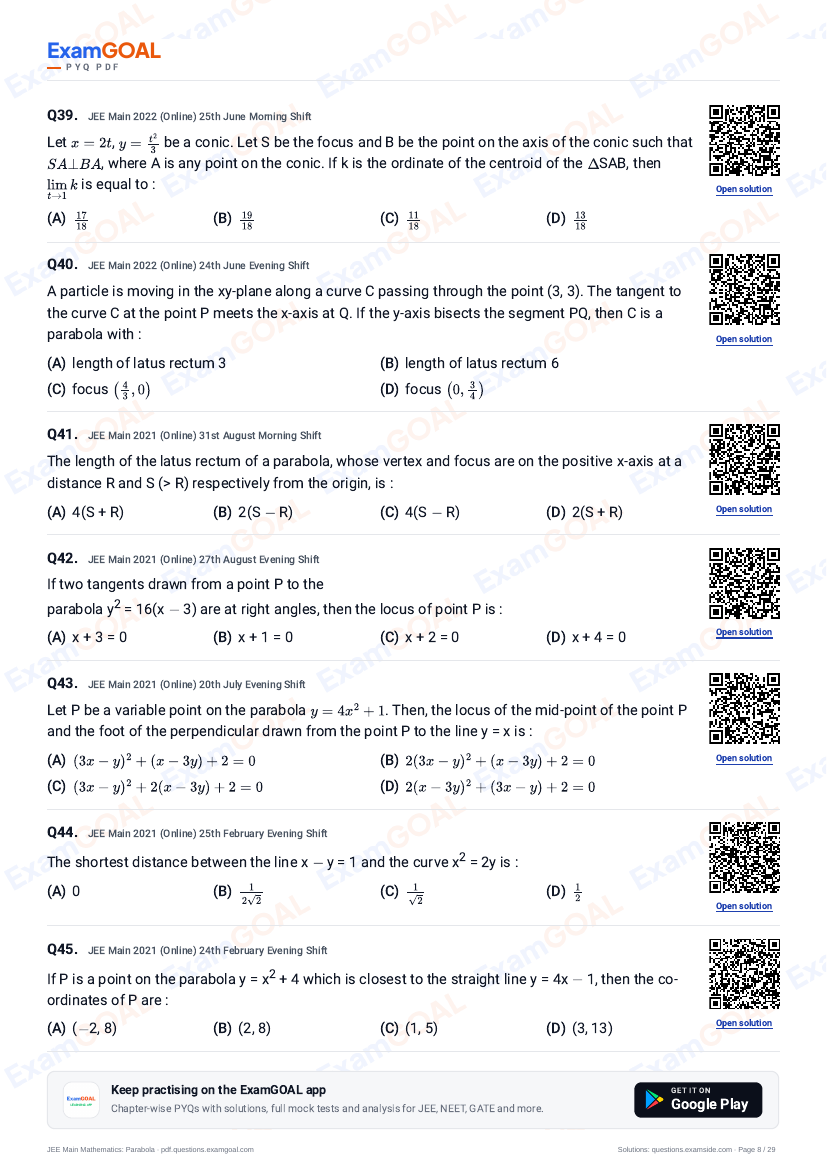 ExamGOAL
PYQ PDF
Q39. JEE Main 2022 (Online) 25th June Morning Shift
Let x = 2t, y = t²/3 be a conic. Let S be the focus and B be the point on the axis of the conic such that
SA⊥BA, where A is any point on the conic. If k is the ordinate of the centroid of the ΔSAB, then
lim t→1 k is equal to :
(A) 17/18 (B) 19/18 (C) 11/18 (D) 13/18
Open solution
Q40. JEE Main 2022 (Online) 24th June Evening Shift
A particle is moving in the xy-plane along a curve C passing through the point (3, 3). The tangent to
the curve C at the point P meets the x-axis at Q. If the y-axis bisects the segment PQ, then C is a
parabola with :
(A) length of latus rectum 3 (B) length of latus rectum 6
(C) focus (4/3, 0) (D) focus (0, 3/4)
Open solution
Q41. JEE Main 2021 (Online) 31st August Morning Shift
The length of the latus rectum of a parabola, whose vertex and focus are on the positive x-axis at a
distance R and S (> R) respectively from the origin, is :
(A) 4(S + R) (B) 2(S − R) (C) 4(S − R) (D) 2(S + R)
Open solution
Q42. JEE Main 2021 (Online) 27th August Evening Shift
If two tangents drawn from a point P to the
parabola y² = 16(x − 3) are at right angles, then the locus of point P is :
(A) x + 3 = 0 (B) x + 1 = 0 (C) x + 2 = 0 (D) x + 4 = 0
Open solution
Q43. JEE Main 2021 (Online) 20th July Evening Shift
Let P be a variable point on the parabola y = 4x² + 1. Then, the locus of the mid-point of the point P
and the foot of the perpendicular drawn from the point P to the line y = x is :
(A) (3x − y)² + (x − 3y) + 2 = 0 (B) 2(3x − y)² + (x − 3y) + 2 = 0
(C) (3x − y)² + 2(x − 3y) + 2 = 0 (D) 2(x − 3y)² + (3x − y) + 2 = 0
Open solution
Q44. JEE Main 2021 (Online) 25th February Evening Shift
The shortest distance between the line x − y = 1 and the curve x² = 2y is :
(A) 0 (B) 1/2√2 (C) 1/√2 (D) 1/2
Open solution
Q45. JEE Main 2021 (Online) 24th February Evening Shift
If P is a point on the parabola y = x² + 4 which is closest to the straight line y = 4x − 1, then the co-
ordinates of P are :
(A) (−2, 8) (B) (2, 8) (C) (1, 5) (D) (3, 13)
Open solution
ExamGOAL
Keep practising on the ExamGOAL app
Chapter-wise PYQs with solutions, full mock tests and analysis for JEE, NEET, GATE and more.
GET IT ON
Google Play
JEE Main Mathematics: Parabola · pdf.questions.examgoal.com
Solutions: questions.examside.com · Page 8 / 29